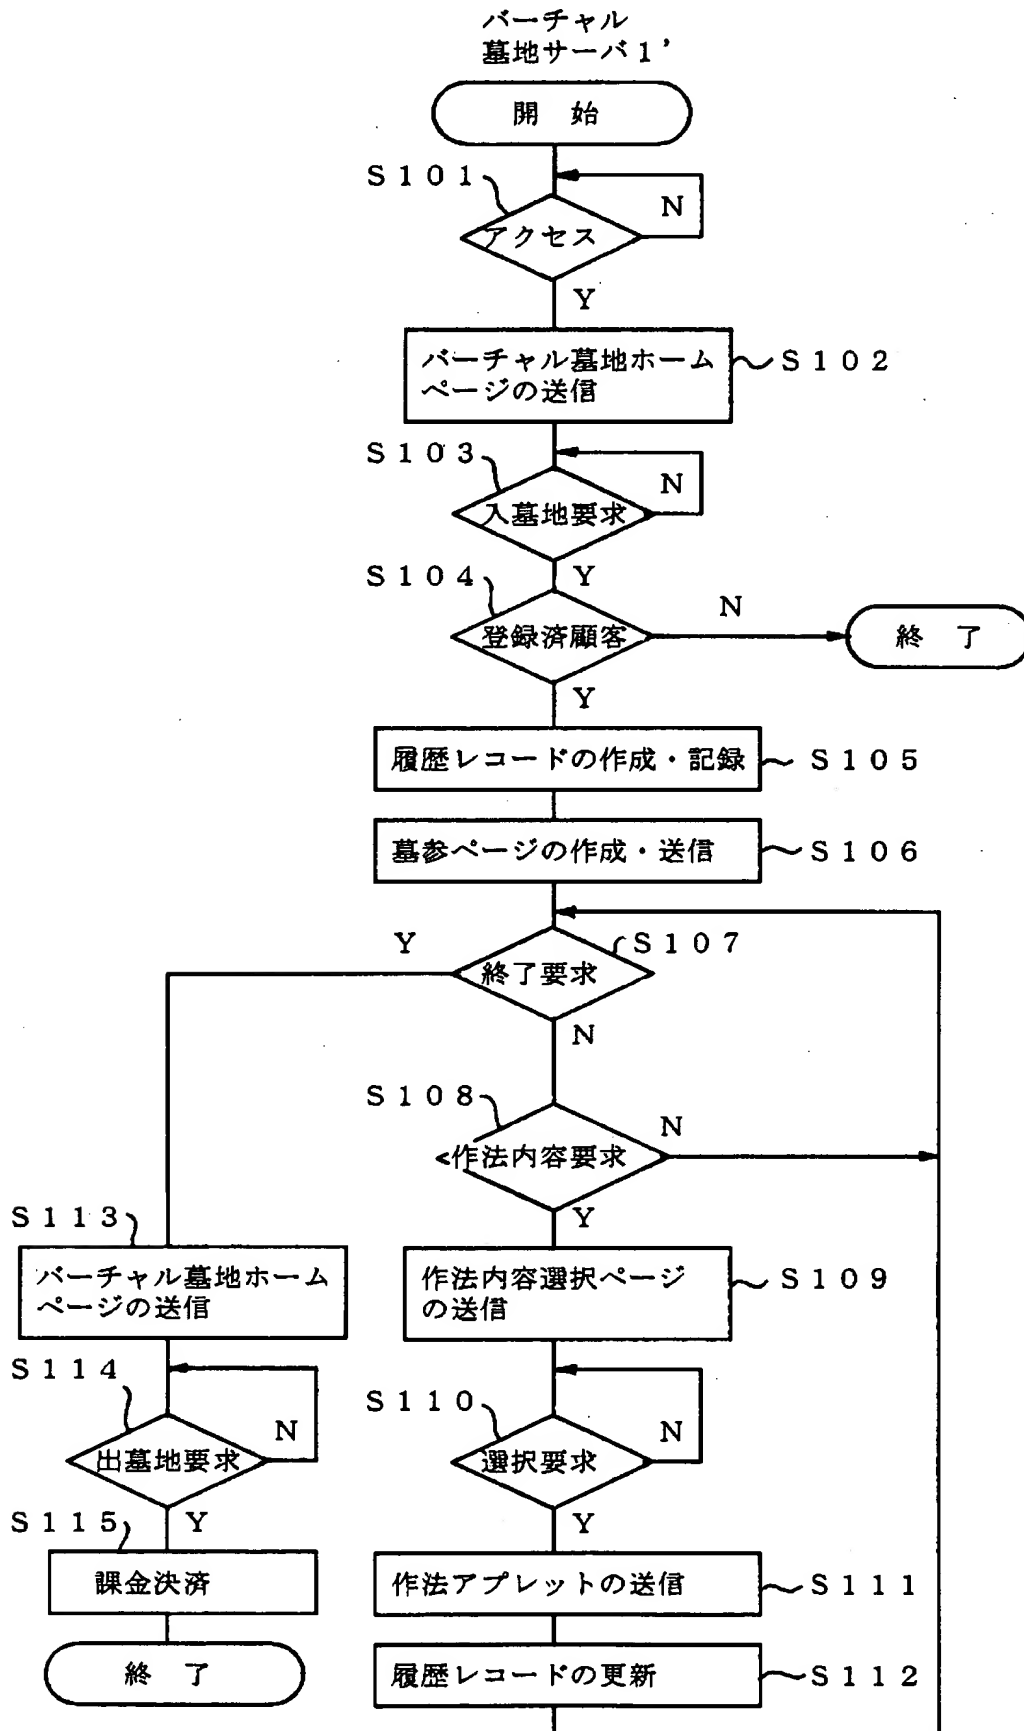 バーチャル
墓地サーバ1'
開 始
S101
N
アクセス
Y
バーチャル墓地ホーム
ページの送信
S102
S103
N
入墓地要求
S104
Y
登録済顧客
N
終 了
Y
履歴レコードの作成・記録
S105
墓参ページの作成・送信
S106
Y
S107
終了要求
N
S108
N
作法内容要求
Y
S113
バーチャル墓地ホーム
ページの送信
作法内容選択ページ
の送信
S109
S114
N
出墓地要求
S110
N
選択要求
S115
Y
Y
課金決済
作法アプレットの送信
S111
終 了
履歴レコードの更新
S112